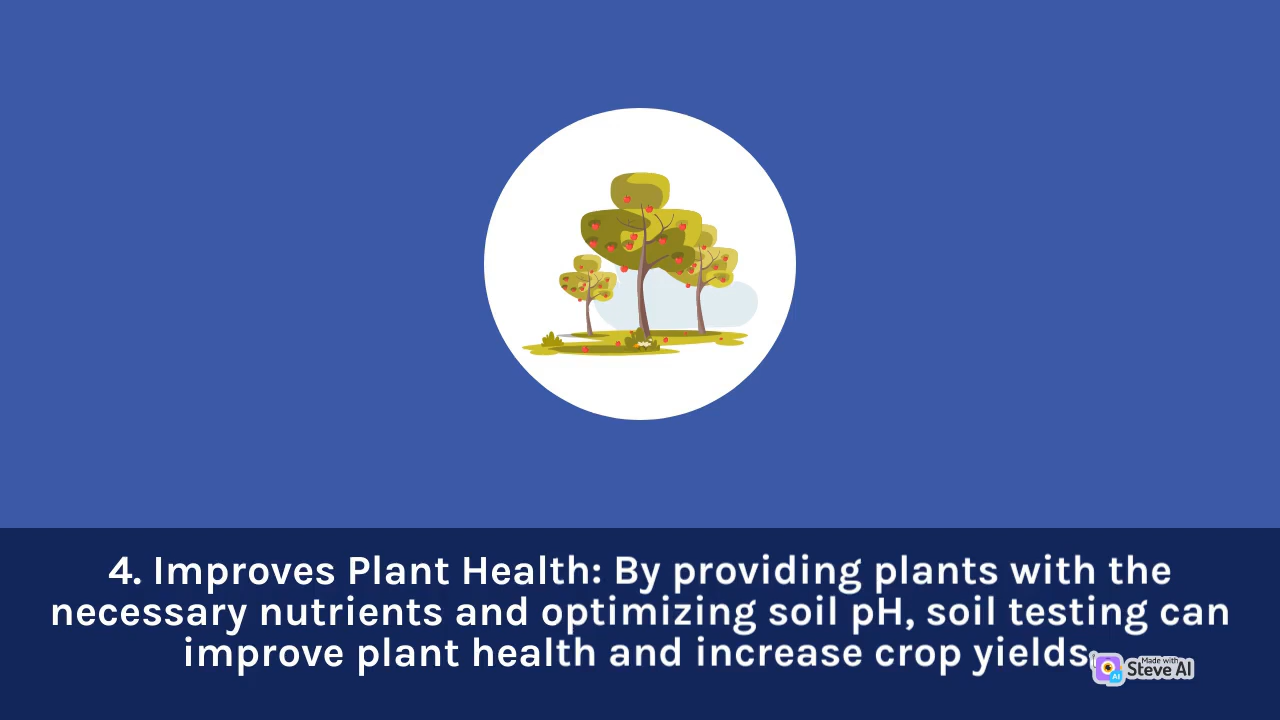 4. Improves Plant Health: By providing plants with the
necessary nutrients and optimizing soil pH, soil testing can
improve plant health and increase crop yields.
Made with
Steve AI
AI